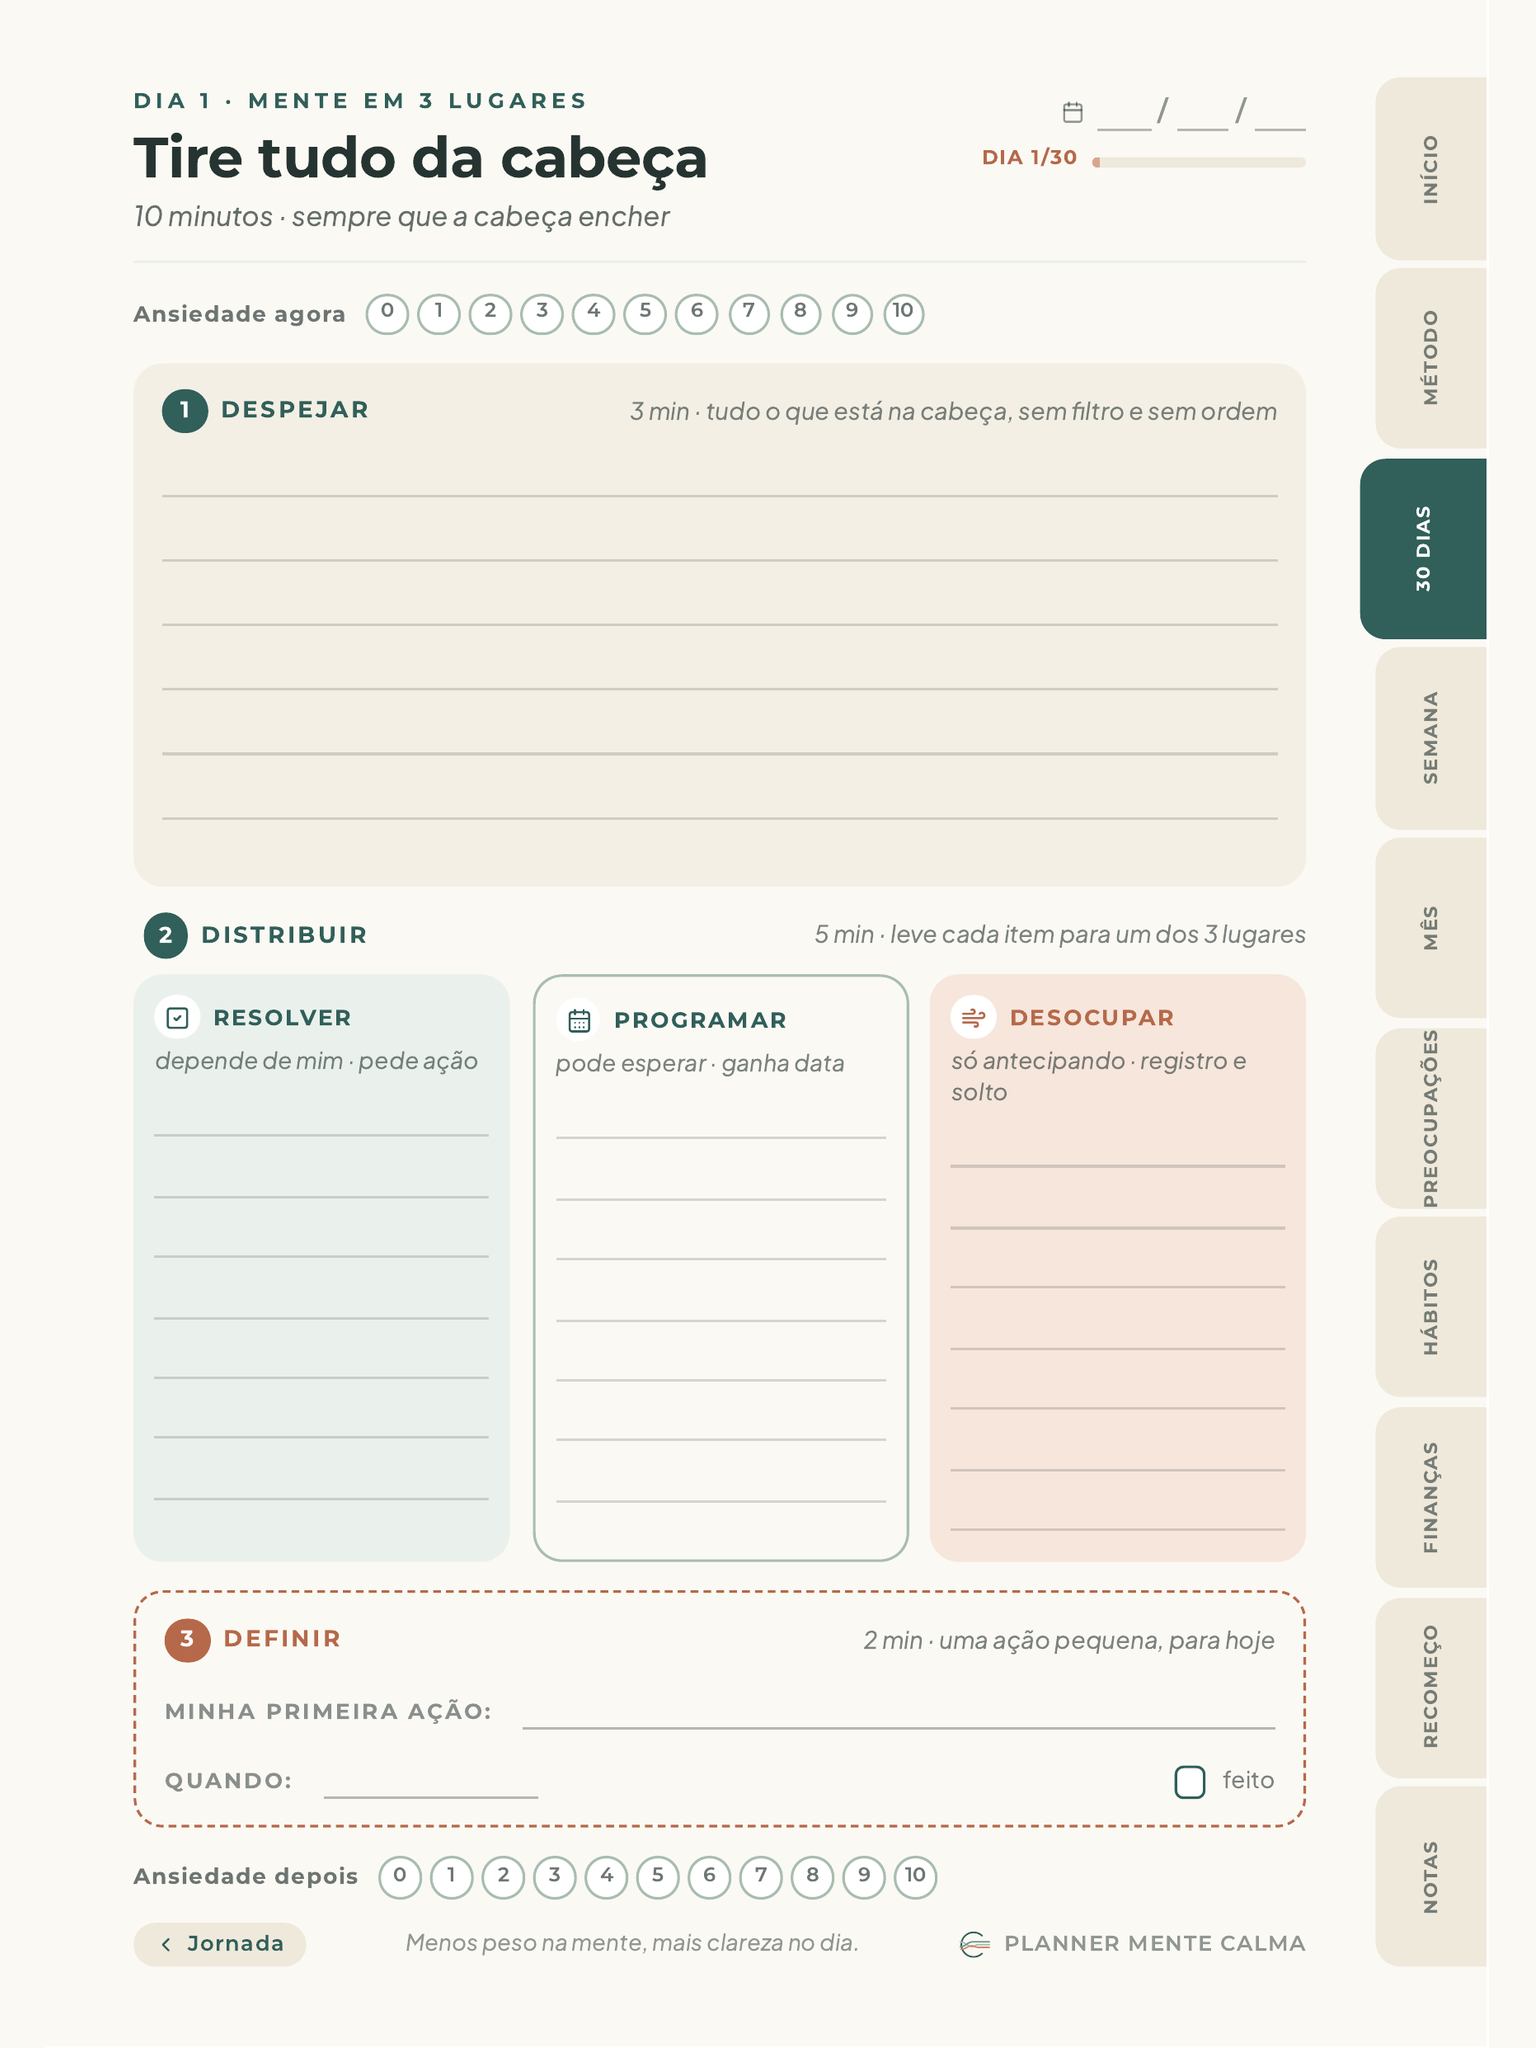 DIA 1 · MENTE EM 3 LUGARES
Tire tudo da cabeça
10 minutos · sempre que a cabeça encher
___ / ___ / ___
DIA 1/30
Ansiedade agora 0 1 2 3 4 5 6 7 8 9 10
1 DESPEJAR
3 min · tudo o que está na cabeça, sem filtro e sem ordem
2 DISTRIBUIR
5 min · leve cada item para um dos 3 lugares
RESOLVER
depende de mim · pede ação
PROGRAMAR
pode esperar · ganha data
DESOCUPAR
só antecipando · registro e
solto
3 DEFINIR
2 min · uma ação pequena, para hoje
MINHA PRIMEIRA AÇÃO:
QUANDO:
feito
Ansiedade depois 0 1 2 3 4 5 6 7 8 9 10
Jornada
Menos peso na mente, mais clareza no dia.
PLANNER MENTE CALMA
INÍCIO
MÉTODO
30 DIAS
SEMANA
MÊS
PREOCUPAÇÕES
HÁBITOS
FINANÇAS
RECOMEÇO
NOTAS